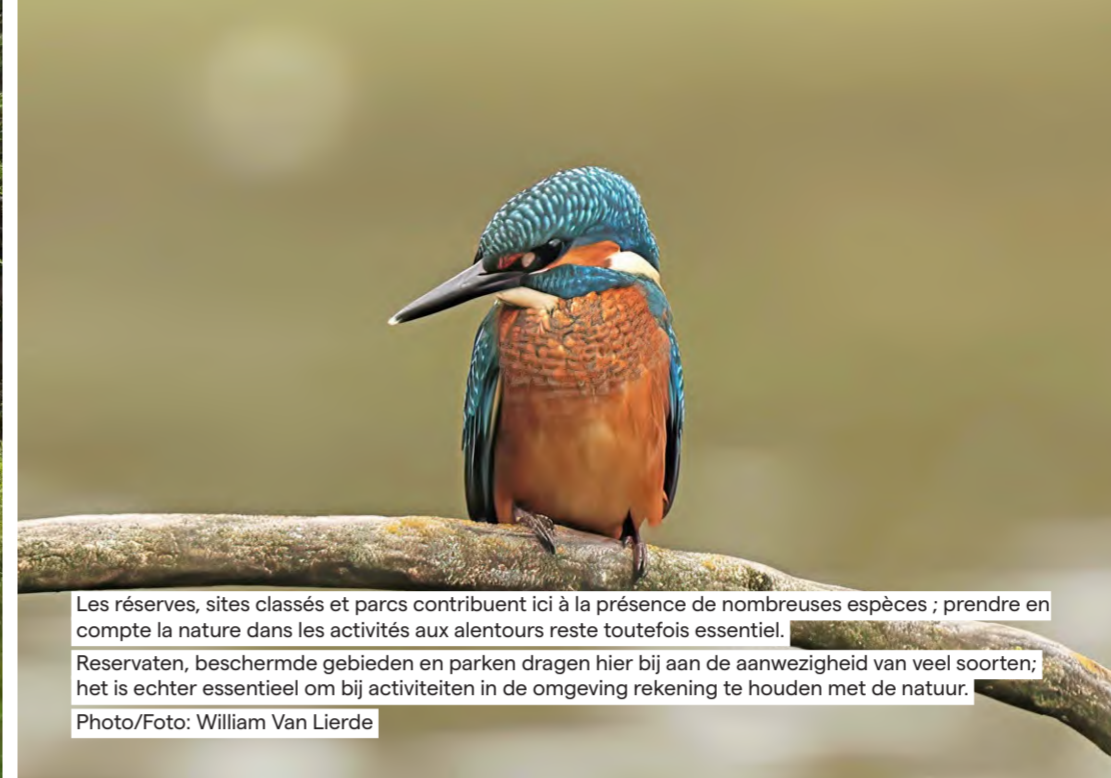 Les réserves, sites classés et parcs contribuent ici à la présence de nombreuses espèces ; prendre en
compte la nature dans les activités aux alentours reste toutefois essentiel.
Reservaten, beschermde gebieden en parken dragen hier bij aan de aanwezigheid van veel soorten;
het is echter essentieel om bij activiteiten in de omgeving rekening te houden met de natuur.
Photo/Foto: William Van Lierde